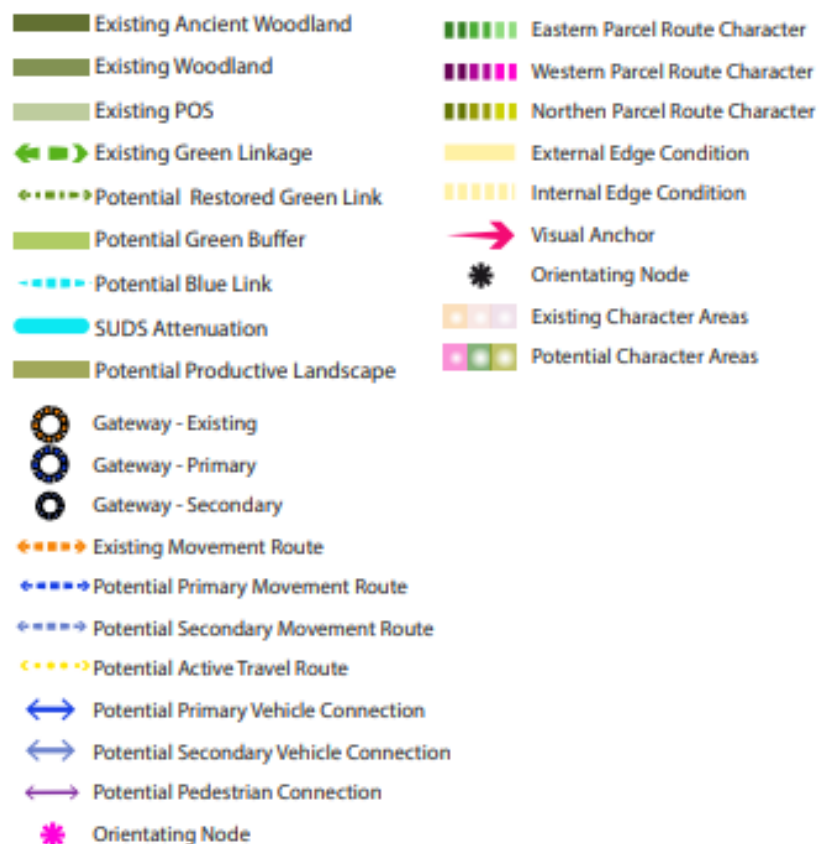 Existing Ancient Woodland
Existing Woodland
Existing POS
Existing Green Linkage
Potential Restored Green Link
Potential Green Buffer
Potential Blue Link
SUDS Attenuation
Potential Productive Landscape
Gateway - Existing
Gateway - Primary
Gateway - Secondary
Existing Movement Route
Potential Primary Movement Route
Potential Secondary Movement Route
Potential Active Travel Route
Potential Primary Vehicle Connection
Potential Secondary Vehicle Connection
Potential Pedestrian Connection
Orientating Node
Eastern Parcel Route Character
Western Parcel Route Character
Northen Parcel Route Character
External Edge Condition
Internal Edge Condition
Visual Anchor
Orientating Node
Existing Character Areas
Potential Character Areas